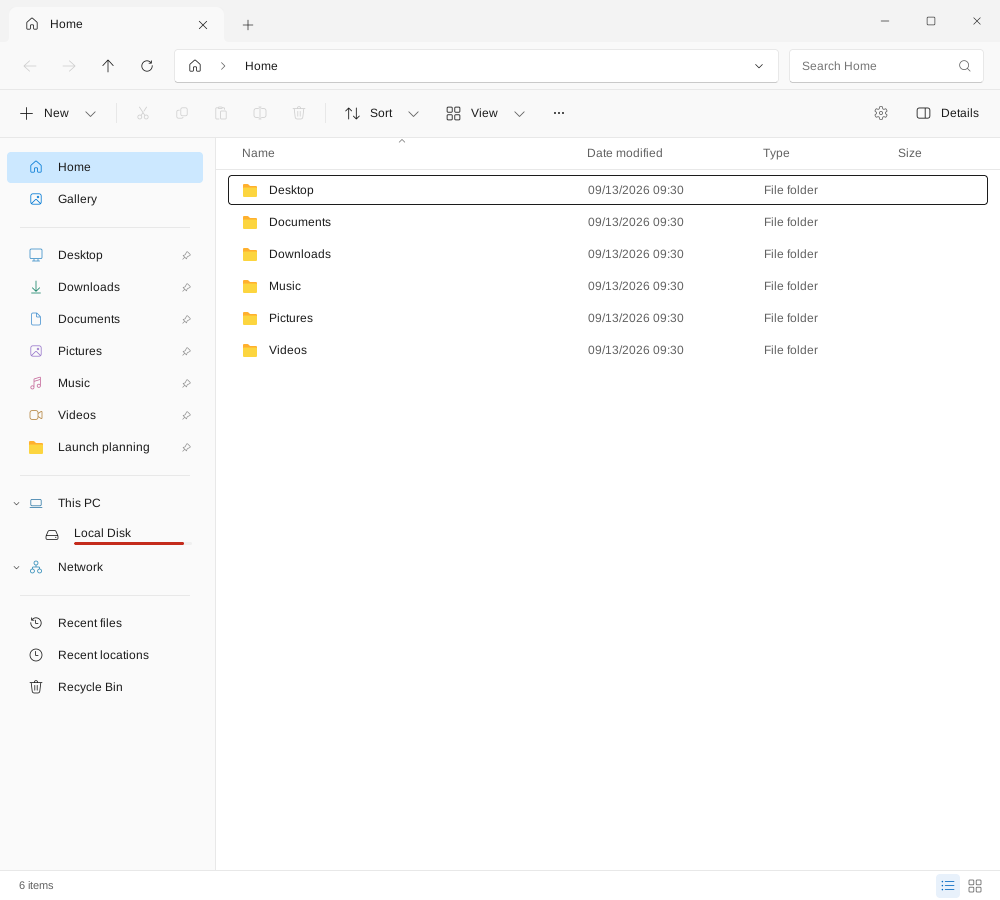 Home
Home
Search Home
New
Sort
View
Details
Home
Gallery
Desktop
Downloads
Documents
Pictures
Music
Videos
Launch planning
This PC
Local Disk
Network
Recent files
Recent locations
Recycle Bin
Name Date modified Type Size
Desktop 09/13/2026 09:30 File folder
Documents 09/13/2026 09:30 File folder
Downloads 09/13/2026 09:30 File folder
Music 09/13/2026 09:30 File folder
Pictures 09/13/2026 09:30 File folder
Videos 09/13/2026 09:30 File folder
6 items